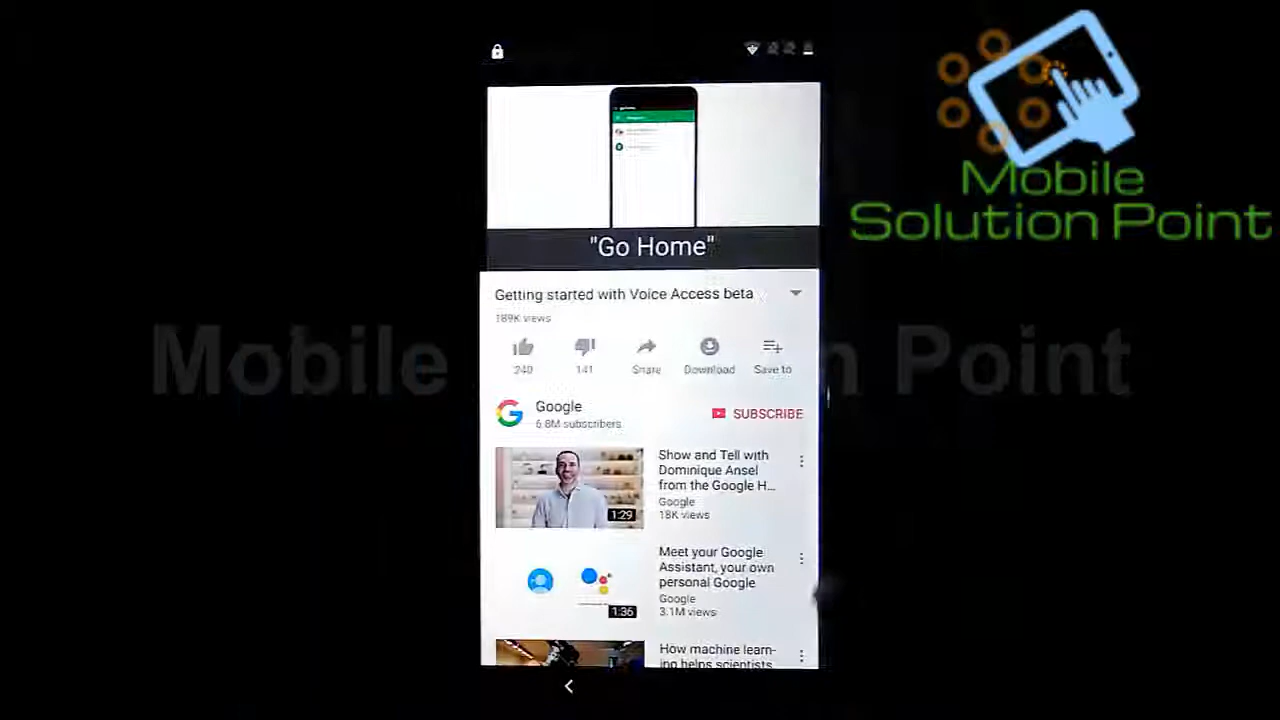 Mobile
Solution Point
"Go Home"
Getting started with Voice Access beta
189K views
240
141
Share
Download
Save to
Google
6.8M subscribers
SUBSCRIBE
Show and Tell with
Dominique Ansel
from the Google H...
Google
18K views
1:29
Meet your Google
Assistant, your own
personal Google
Google
3.1M views
1:36
How machine learn-
ing helps scientists
Mobile
n Point